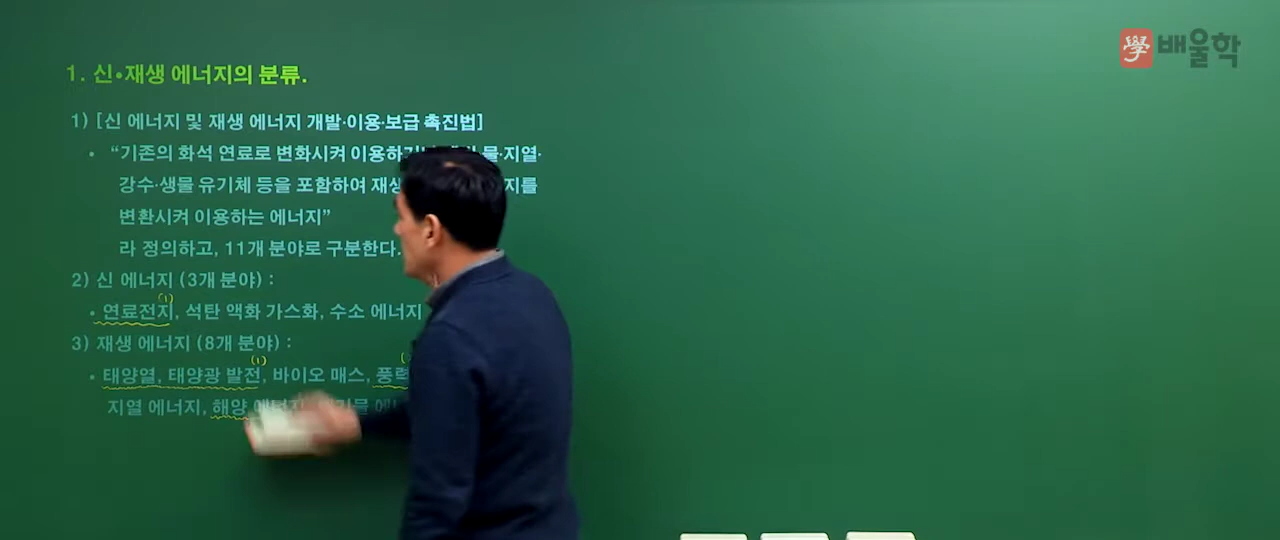 學 배울학
1. 신•재생 에너지의 분류.
1) [신 에너지 및 재생 에너지 개발·이용·보급 촉진법]
• “기존의 화석 연료로 변화시켜 이용하 물·지열·
강수·생물 유기체 등을 포함하여 재생 지를
변환시켜 이용하는 에너지”
라 정의하고, 11개 분야로 구분한다.
2) 신 에너지 (3개 분야) :
(1)
• 연료전지, 석탄 액화 가스화, 수소 에너지
3) 재생 에너지 (8개 분야) :
(1)
• 태양열, 태양광 발전, 바이오 매스, 풍력
지열 에너지, 해양